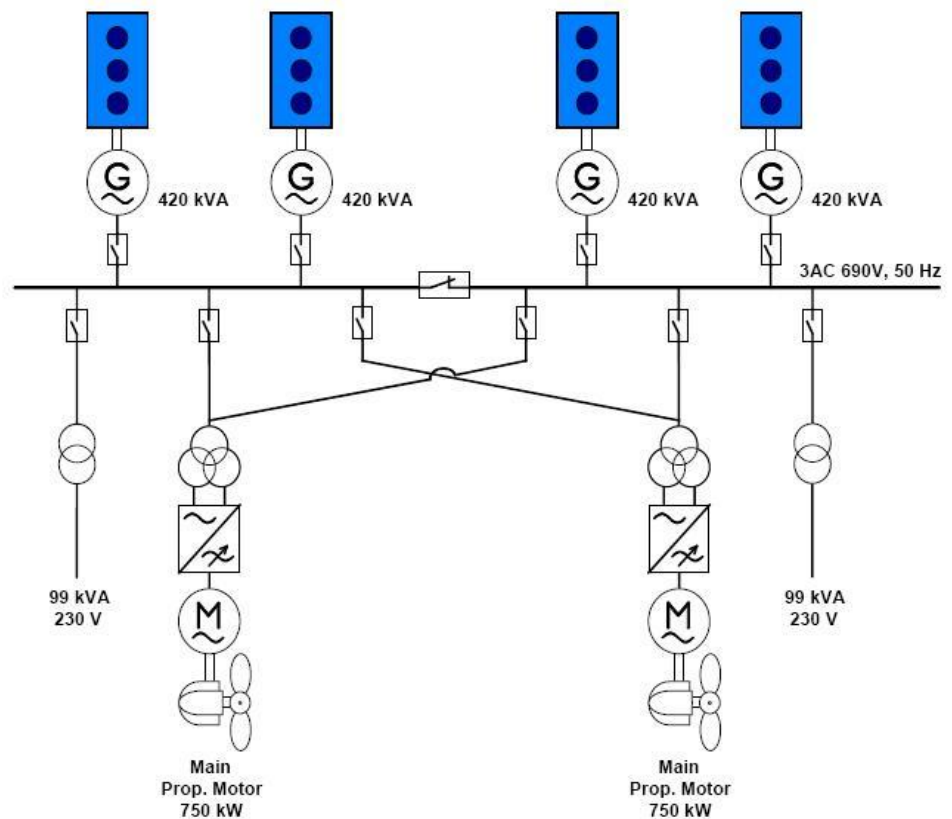 G
G
G
G
420 kVA
420 kVA
420 kVA
420 kVA
3AC 690V, 50 Hz
99 kVA
230 V
99 kVA
230 V
M
M
Main
Prop. Motor
750 kW
Main
Prop. Motor
750 kW